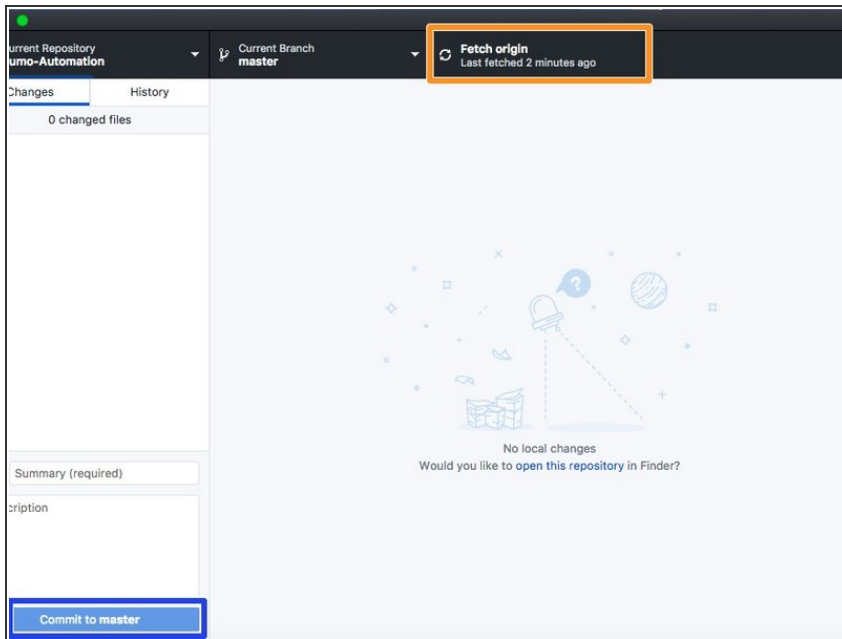 urrent Repository
umo-Automation
Current Branch
master
Fetch origin
Last fetched 2 minutes ago
Changes
History
0 changed files
?
No local changes
Would you like to open this repository in Finder?
Summary (required)
cription
Commit to master